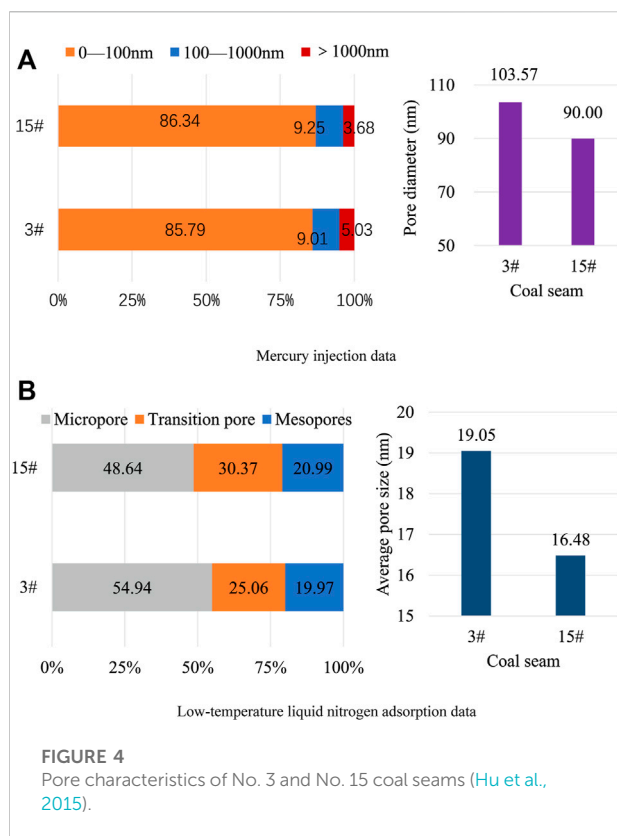 A
0—100nm 100—1000nm > 1000nm
15#
86.34 9.25 3.68
3#
85.79 9.01 5.03
0% 25% 50% 75% 100%
Pore diameter (nm)
110
90
70
50
103.57
90.00
3# 15#
Coal seam
Mercury injection data
B
Micropore Transition pore Mesopores
15#
48.64 30.37 20.99
3#
54.94 25.06 19.97
0% 25% 50% 75% 100%
Average pore size (nm)
20
19
18
17
16
15
19.05
16.48
3# 15#
Coal seam
Low-temperature liquid nitrogen adsorption data
FIGURE 4
Pore characteristics of No. 3 and No. 15 coal seams (Hu et al.,
2015).